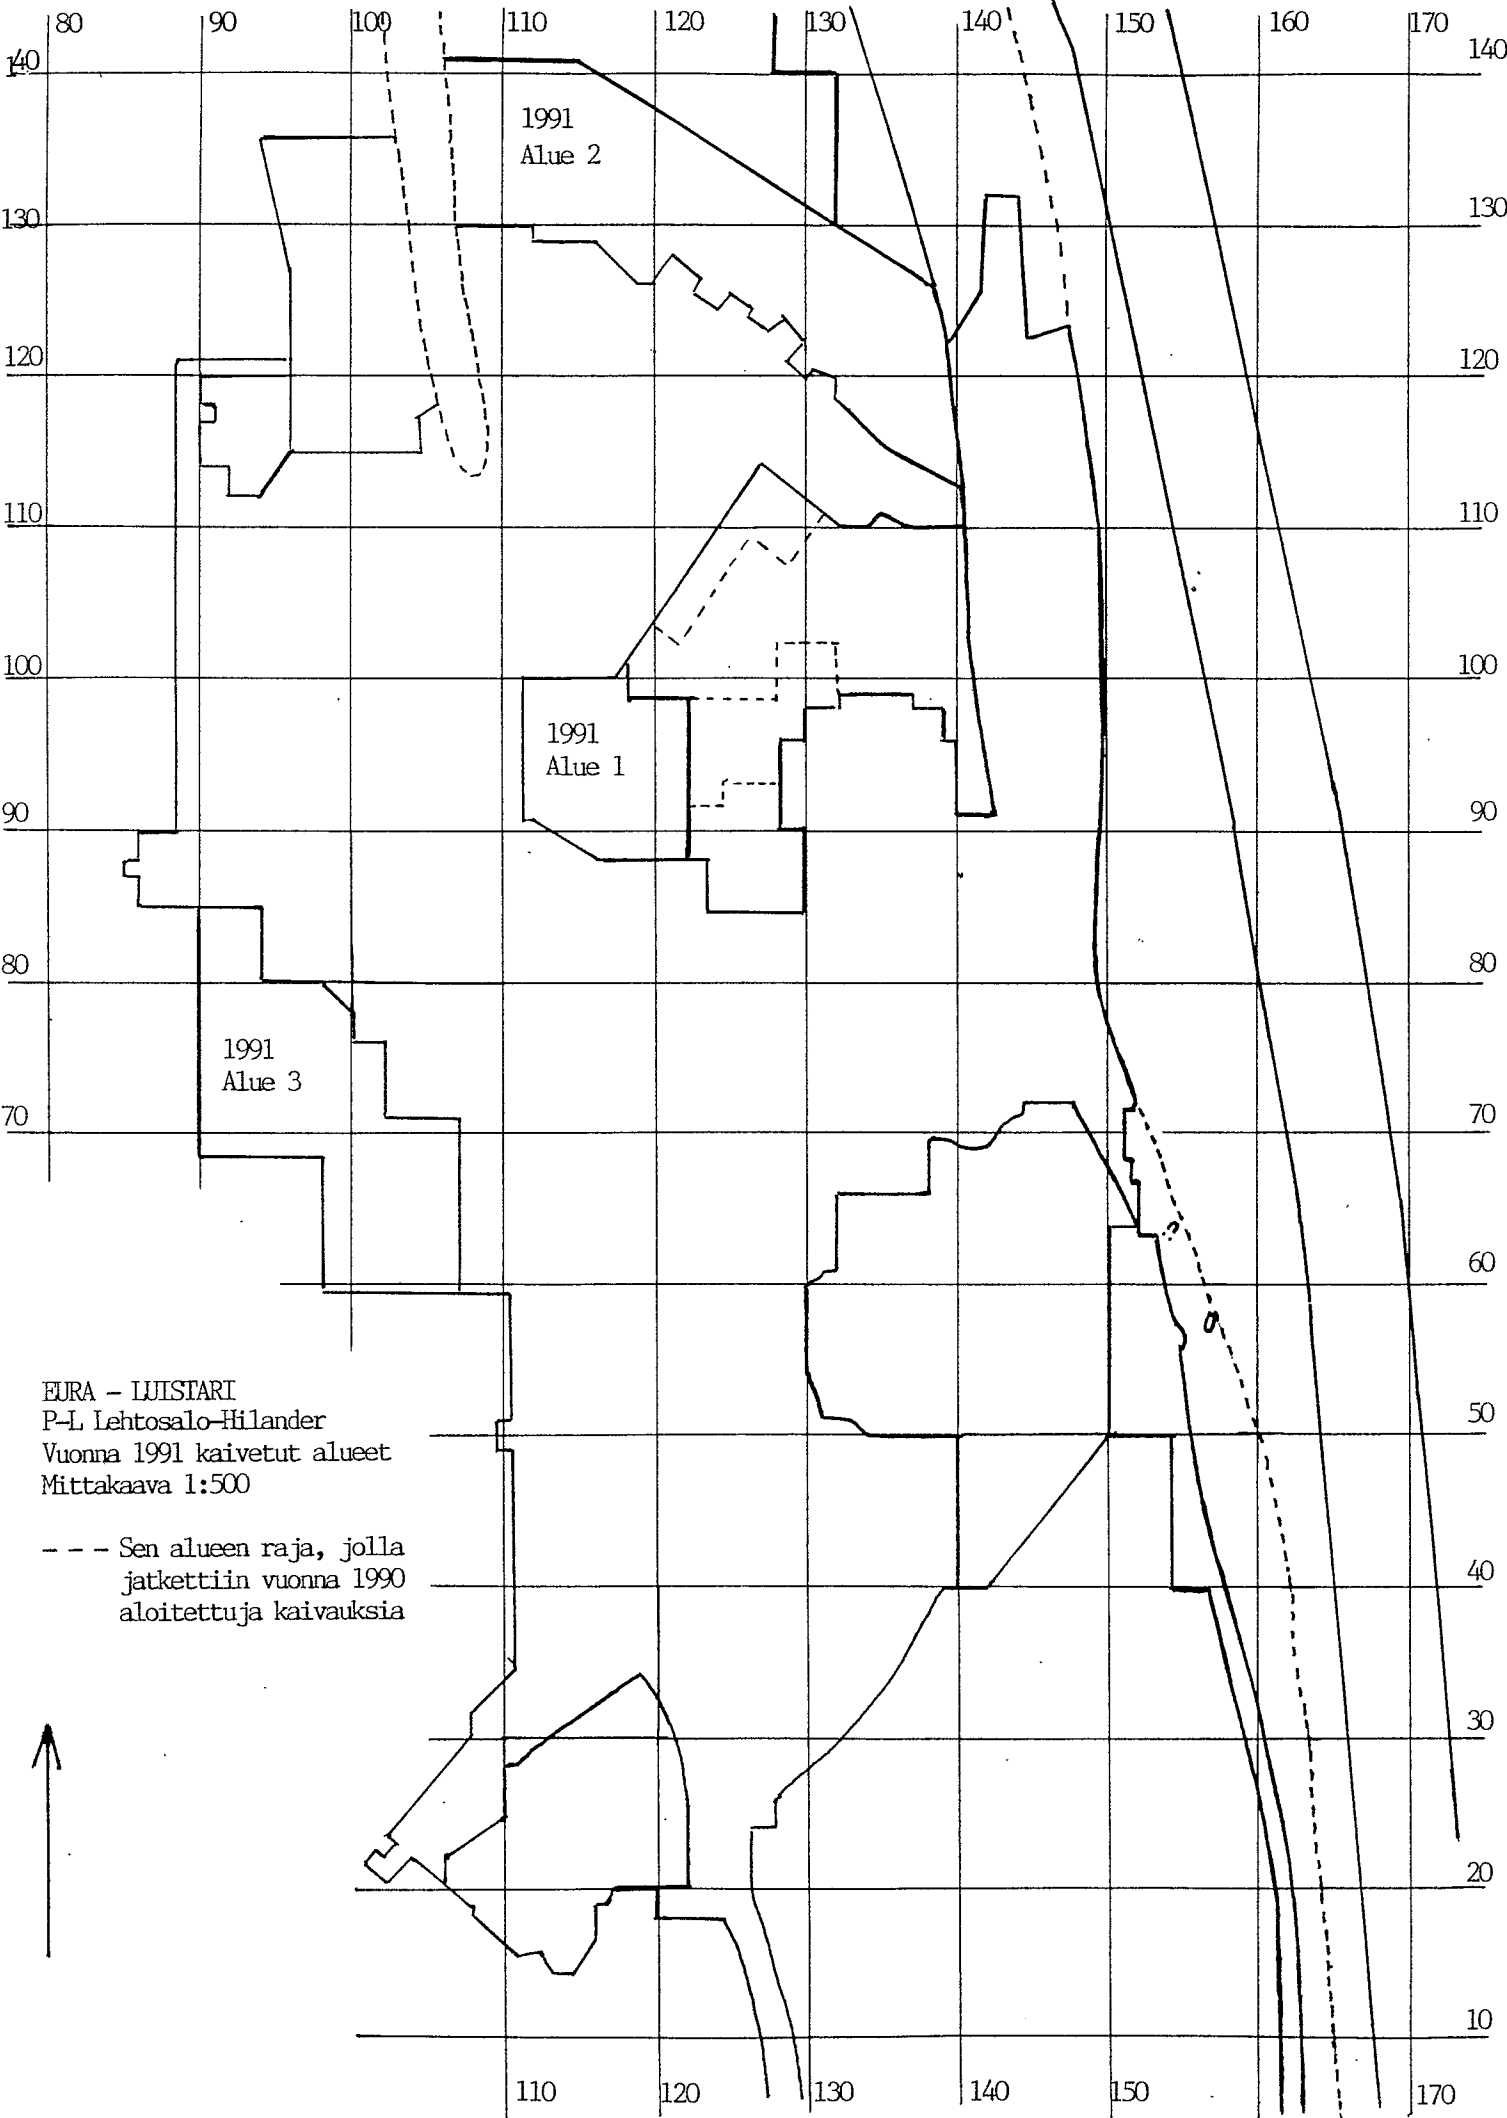 80 90 100 110 120 130 140 150 160 170
140 140
1991
Alue 2
130 130
120 120
110 110
100 100
1991
Alue 1
90 90
80 80
1991
Alue 3
70 70
60
EURA - LUISTARI
P-L Lehtosalo-Hilander
Vuonna 1991 kaivetut alueet
Mittakaava 1:500
50
--- Sen alueen raja, jolla
jatkettiin vuonna 1990
aloitettuja kaivauksia
40
30
20
10
110 120 130 140 150 170